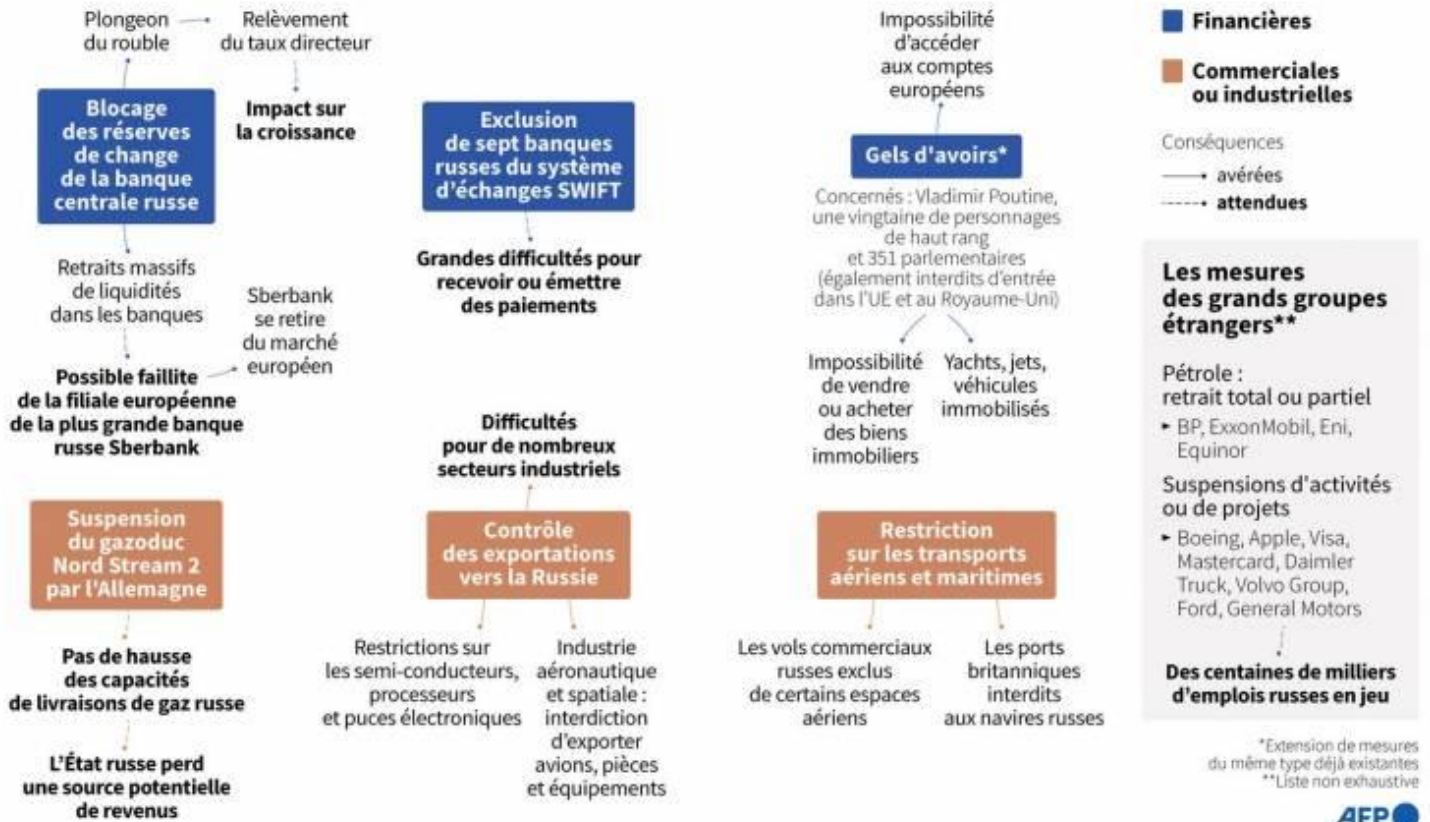 Plongeon
du rouble
Relèvement
du taux directeur
Impact sur
la croissance
Blocage
des réserves
de change
de la banque
centrale russe
Retraits massifs
de liquidités
dans les banques
Sberbank
se retire
du marché
européen
Possible faillite
de la filiale européenne
de la plus grande banque
russe Sberbank
Exclusion
de sept banques
russes du système
d'échanges SWIFT
Grandes difficultés pour
recevoir ou émettre
des paiements
Impossibilité
d'accéder
aux comptes
européens
Gels d'avoirs*
Concernés : Vladimir Poutine,
une vingtaine de personnages
de haut rang
et 351 parlementaires
(également interdits d'entrée
dans l'UE et au Royaume-Uni)
Impossibilité
de vendre
ou acheter
des biens
immobiliers
Yachts, jets,
véhicules
immobilisés
Suspension
du gazoduc
Nord Stream 2
par l'Allemagne
Pas de hausse
des capacités
de livraisons de gaz russe
L'État russe perd
une source potentielle
de revenus
Difficultés
pour de nombreux
secteurs industriels
Contrôle
des exportations
vers la Russie
Restrictions sur
les semi-conducteurs,
processeurs
et puces électroniques
Industrie
aéronautique
et spatiale :
interdiction
d'exporter
avions, pièces
et équipements
Restriction
sur les transports
aériens et maritimes
Les vols commerciaux
russes exclus
de certains espaces
aériens
Les ports
britanniques
interdits
aux navires russes
Financières
Commerciales
ou industrielles
Conséquences
avérées
attendues
Les mesures
des grands groupes
étrangers**
Pétrole :
retrait total ou partiel
BP, ExxonMobil, Eni,
Equinor
Suspensions d'activités
ou de projets
Boeing, Apple, Visa,
Mastercard, Daimler
Truck, Volvo Group,
Ford, General Motors
Des centaines de milliers
d'emplois russes en jeu
*Extension de mesures
du même type déjà existantes
**Liste non exhaustive
AFP